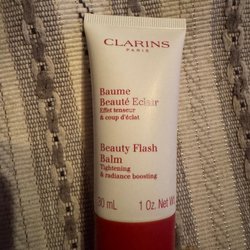 CLARINS
PARIS
Baume
Beauté Eclair
Effet tenseur
& coup d'éclat
Beauty Flash
Balm
Tightening
& radiance boosting
30 mL 1 Oz. Net Wt.